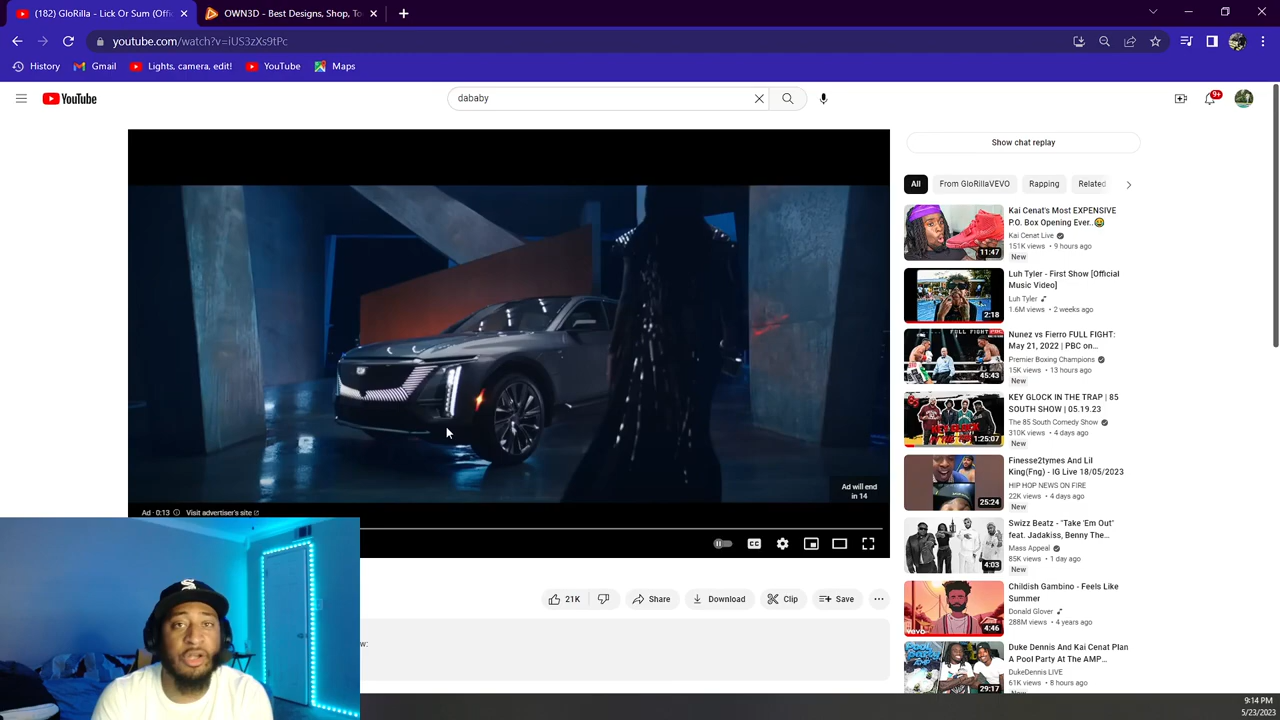 (182) GloRilla - Lick or Sum (Off
OWN3D - Designs, Tools, Shop f
youtube.com/watch?v=iUS3zXs9tPc
History
Gmail
Lights, camera, edit!
YouTube
Maps
YouTube
dababy
9+
Show chat replay
All
From GloRillaVEVO
Rapping
Related
Kai Cenat's Most EXPENSIVE
P.O. Box Opening Ever..
Kai Cenat Live
151K views • 9 hours ago
New
11:47
Luh Tyler - First Show [Official
Music Video]
Luh Tyler
1.6M views • 2 weeks ago
2:18
FULL FIGHT
Nunez vs Fierro FULL FIGHT:
May 21, 2022 | PBC on...
Premier Boxing Champions
15K views • 13 hours ago
New
45:43
KEY GLOCK IN THE TRAP | 85
SOUTH SHOW | 05.19.23
The 85 South Comedy Show
310K views • 4 days ago
New
1:25:07
Finesse2tymes And Lil
King(Fng) - IG Live 18/05/2023
HIP HOP NEWS ON FIRE
22K views • 4 days ago
New
25:24
Swizz Beatz - "Take 'Em Out"
feat. Jadakiss, Benny The...
Mass Appeal
85K views • 1 day ago
New
4:03
Childish Gambino - Feels Like
Summer
Donald Glover
288M views • 4 years ago
vevo
4:46
Duke Dennis And Kai Cenat Plan
A Pool Party At The AMP...
DukeDennis LIVE
61K views • 8 hours ago
29:17
Ad will end
in 14
Ad · 0:13
Visit advertiser's site
CC
21K
Share
Download
Clip
Save
w:
9:14 PM
5/23/2023